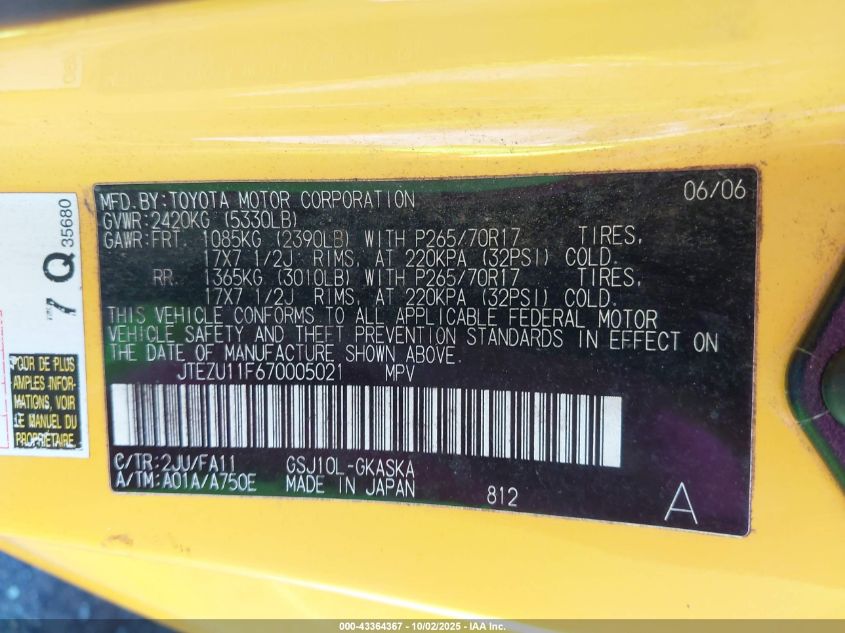 MFD.BY:TOYOTA MOTOR CORPORATION 06/06
GVWR:2420KG (5330LB)
GAWR:FRT. 1085KG (2390LB) WITH P265/70R17 TIRES,
17X7 1/2J RIMS, AT 220KPA (32PSI) COLD.
RR. 1365KG (3010LB) WITH P265/70R17 TIRES,
17X7 1/2J RIMS, AT 220KPA (32PSI) COLD.
THIS VEHICLE CONFORMS TO ALL APPLICABLE FEDERAL MOTOR
VEHICLE SAFETY AND THEFT PREVENTION STANDARDS IN EFFECT ON
THE DATE OF MANUFACTURE SHOWN ABOVE.
JTEZU11F670005021 MPV
C/TR:2JU/FA11 GSJ10L-GKASKA
A/TM:A01A/A750E MADE IN JAPAN 812 A
Q 35680
POUR DE PLUS
AMPLES INFOR-
MATIONS, VOIR
LE MANUEL DU
PROPRIÉTAIRE.
000-43364367 - 10/02/2025 - IAA Inc.